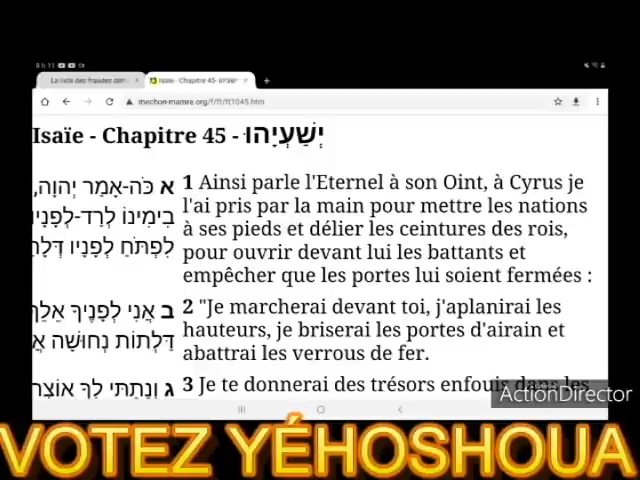 8 h 11
La liste des fraudes dan
Isaïe - Chapitre 45- ישעיהו
mechon-mamre.org/f/ft/ft1045.htm
Isaïe - Chapitre 45 - יְשַׁעְיָהוּ
א כֹּה-אָמַר יְהוָה,
בִימִינוֹ לְרַד-לְפָנָיו
לִפְתֹּחַ לְפָנָיו דְּלָת
1 Ainsi parle l'Eternel à son Oint, à Cyrus je
l'ai pris par la main pour mettre les nations
à ses pieds et délier les ceintures des rois,
pour ouvrir devant lui les battants et
empêcher que les portes lui soient fermées :
ב אֲנִי לְפָנֶיךָ אֵלֵךְ
דַּלְתוֹת נְחוּשָׁה
2 "Je marcherai devant toi, j'aplanirai les
hauteurs, je briserai les portes d'airain et
abattrai les verrous de fer.
ג וְנָתַתִּי לְךָ אוֹצְר
3 Je te donnerai des trésors enfouis dans les
ActionDirector
VOTEZ YÉHOSHOUA